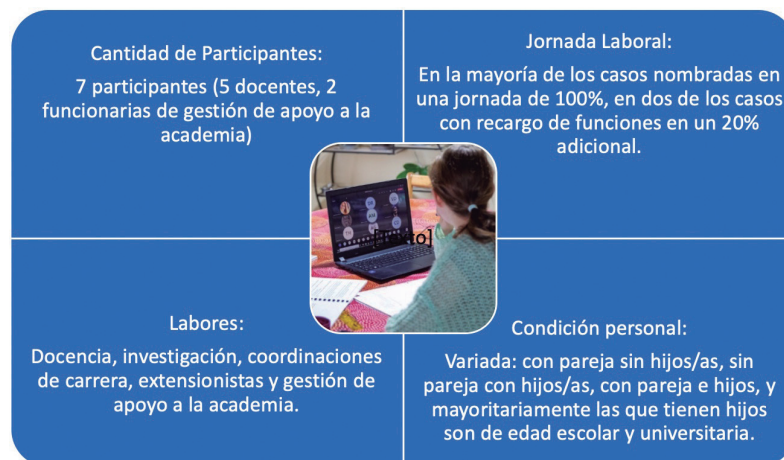 Cantidad de Participantes:
7 participantes (5 docentes, 2
funcionarias de gestión de apoyo a la
academia)
Jornada Laboral:
En la mayoría de los casos nombradas en
una jornada de 100%, en dos de los casos
con recargo de funciones en un 20%
adicional.
Labores:
Docencia, investigación, coordinaciones
de carrera, extensionistas y gestión de
apoyo a la academia.
Condición personal:
Variada: con pareja sin hijos/as, sin
pareja con hijos/as, con pareja e hijos, y
mayoritariamente las que tienen hijos
son de edad escolar y universitaria.